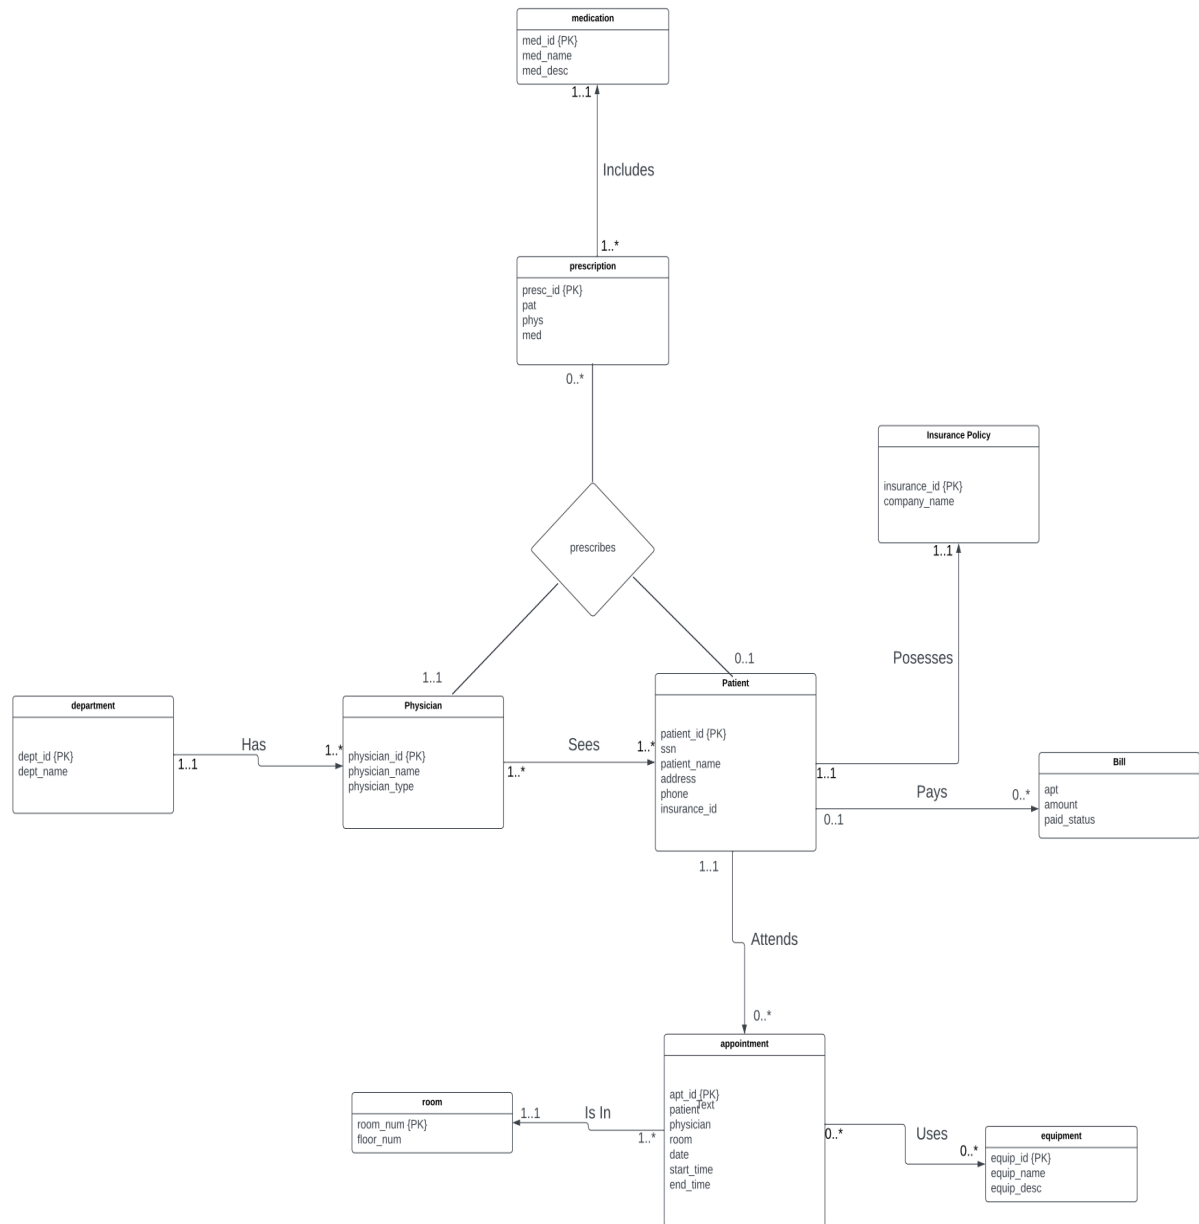 medication
med_id {PK}
med_name
med_desc
1..1
Includes
1..*
prescription
presc_id {PK}
pat
phys
med
0..*
Insurance Policy
insurance_id {PK}
company_name
1..1
prescribes
Posesses
1..1
0..1
department
dept_id {PK}
dept_name
Has
1..1
1..*
Physician
physician_id {PK}
physician_name
physician_type
Sees
1..*
1..*
Patient
patient_id {PK}
ssn
patient_name
address
phone
insurance_id
1..1
Pays
0..1
0..*
Bill
apt
amount
paid_status
1..1
Attends
0..*
appointment
apt_id {PK}
Text
patient
physician
room
date
start_time
end_time
room
room_num {PK}
floor_num
1..1
Is In
1..*
0..*
Uses
0..*
equipment
equip_id {PK}
equip_name
equip_desc